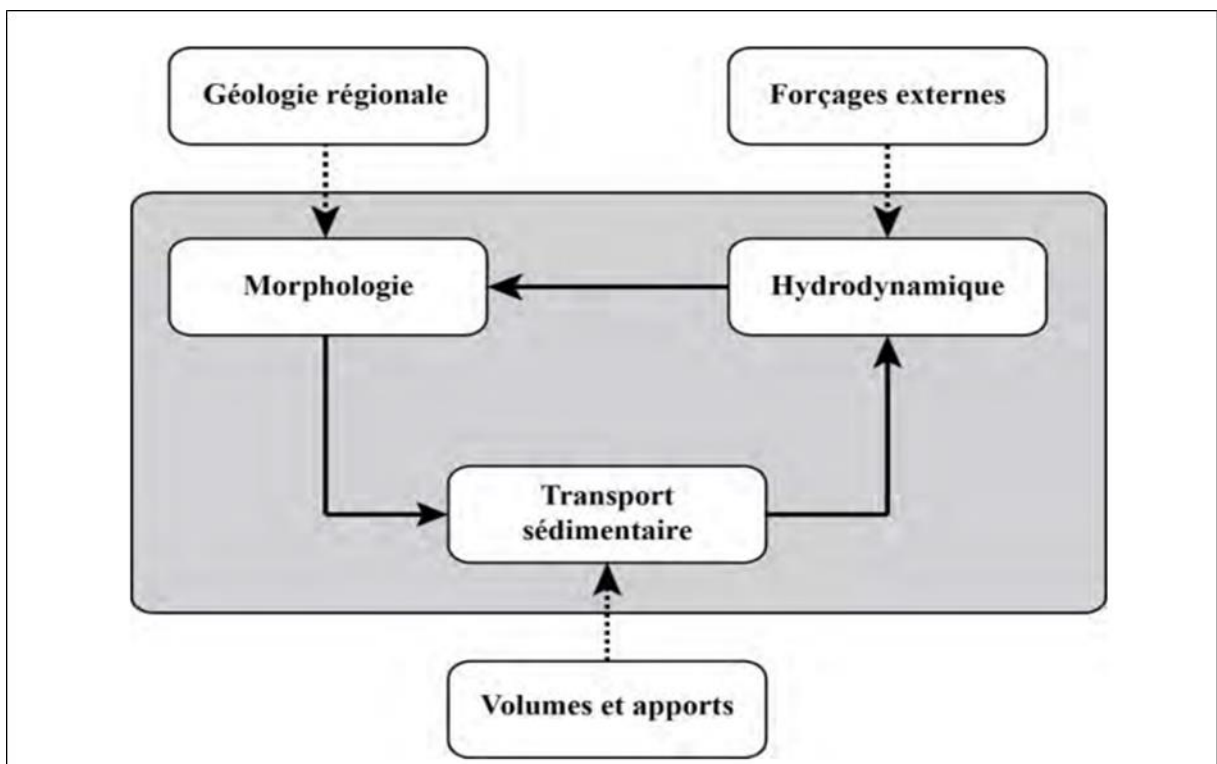 Géologie régionale
Forçages externes
Morphologie
Hydrodynamique
Transport
sédimentaire
Volumes et apports